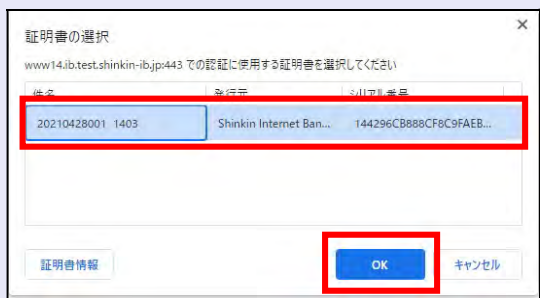 証明書の選択
www14.ib.test.shinkin-ib.jp:443 での認証に使用する証明書を選択してください
件名 発行元 シリアル番号
20210428001 1403 Shinkin Internet Ban... 144296CB888CF8C9FAEB...
証明書情報 OK キャンセル